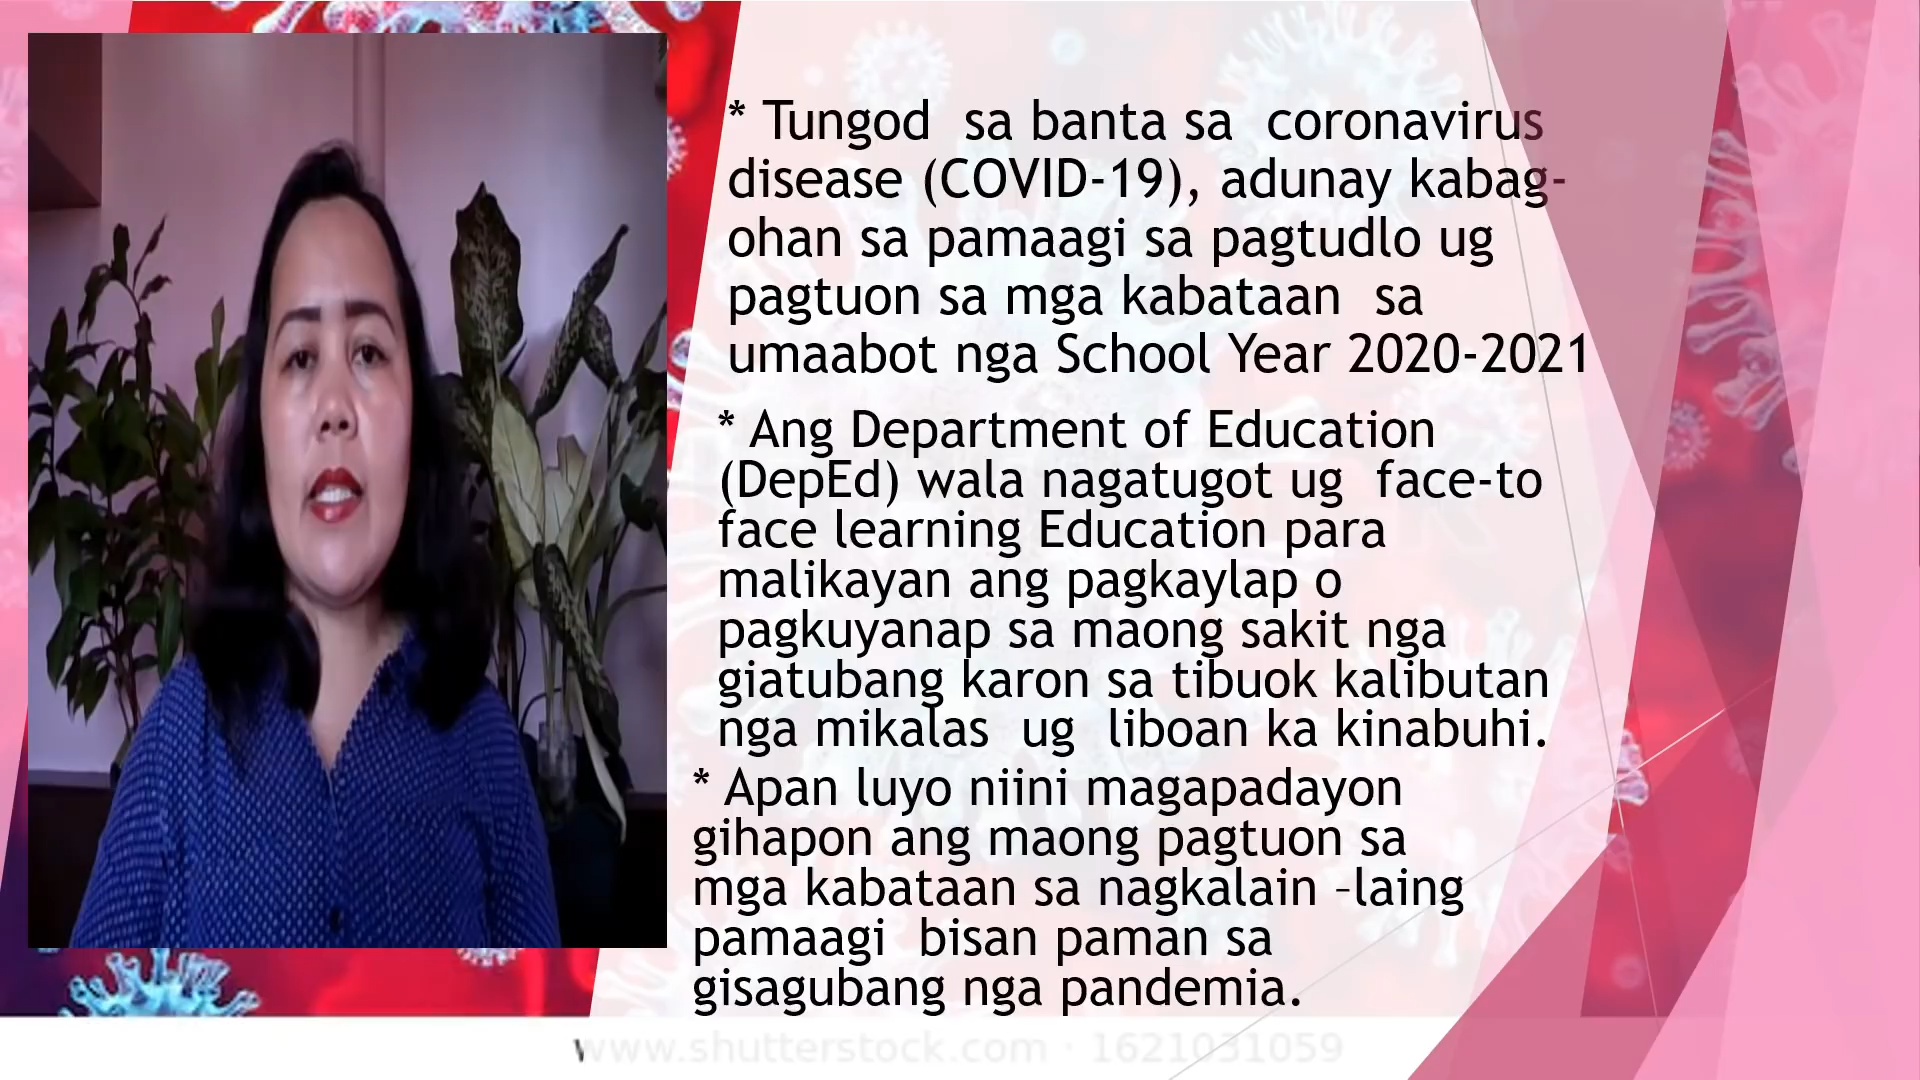 * Tungod sa banta sa coronavirus
disease (COVID-19), adunay kabag-
ohan sa pamaagi sa pagtudlo ug
pagtuon sa mga kabataan sa
umaabot nga School Year 2020-2021
* Ang Department of Education
(DepEd) wala nagatugot ug face-to
face learning Education para
malikayan ang pagkaylap o
pagkuyanap sa maong sakit nga
giatubang karon sa tibuok kalibutan
nga mikalas ug liboan ka kinabuhi.
* Apan luyo niini magapadayon
gihapon ang maong pagtuon sa
mga kabataan sa nagkalain –laing
pamaagi bisan paman sa
gisagubang nga pandemia.
www.shutterstock.com · 1621031059